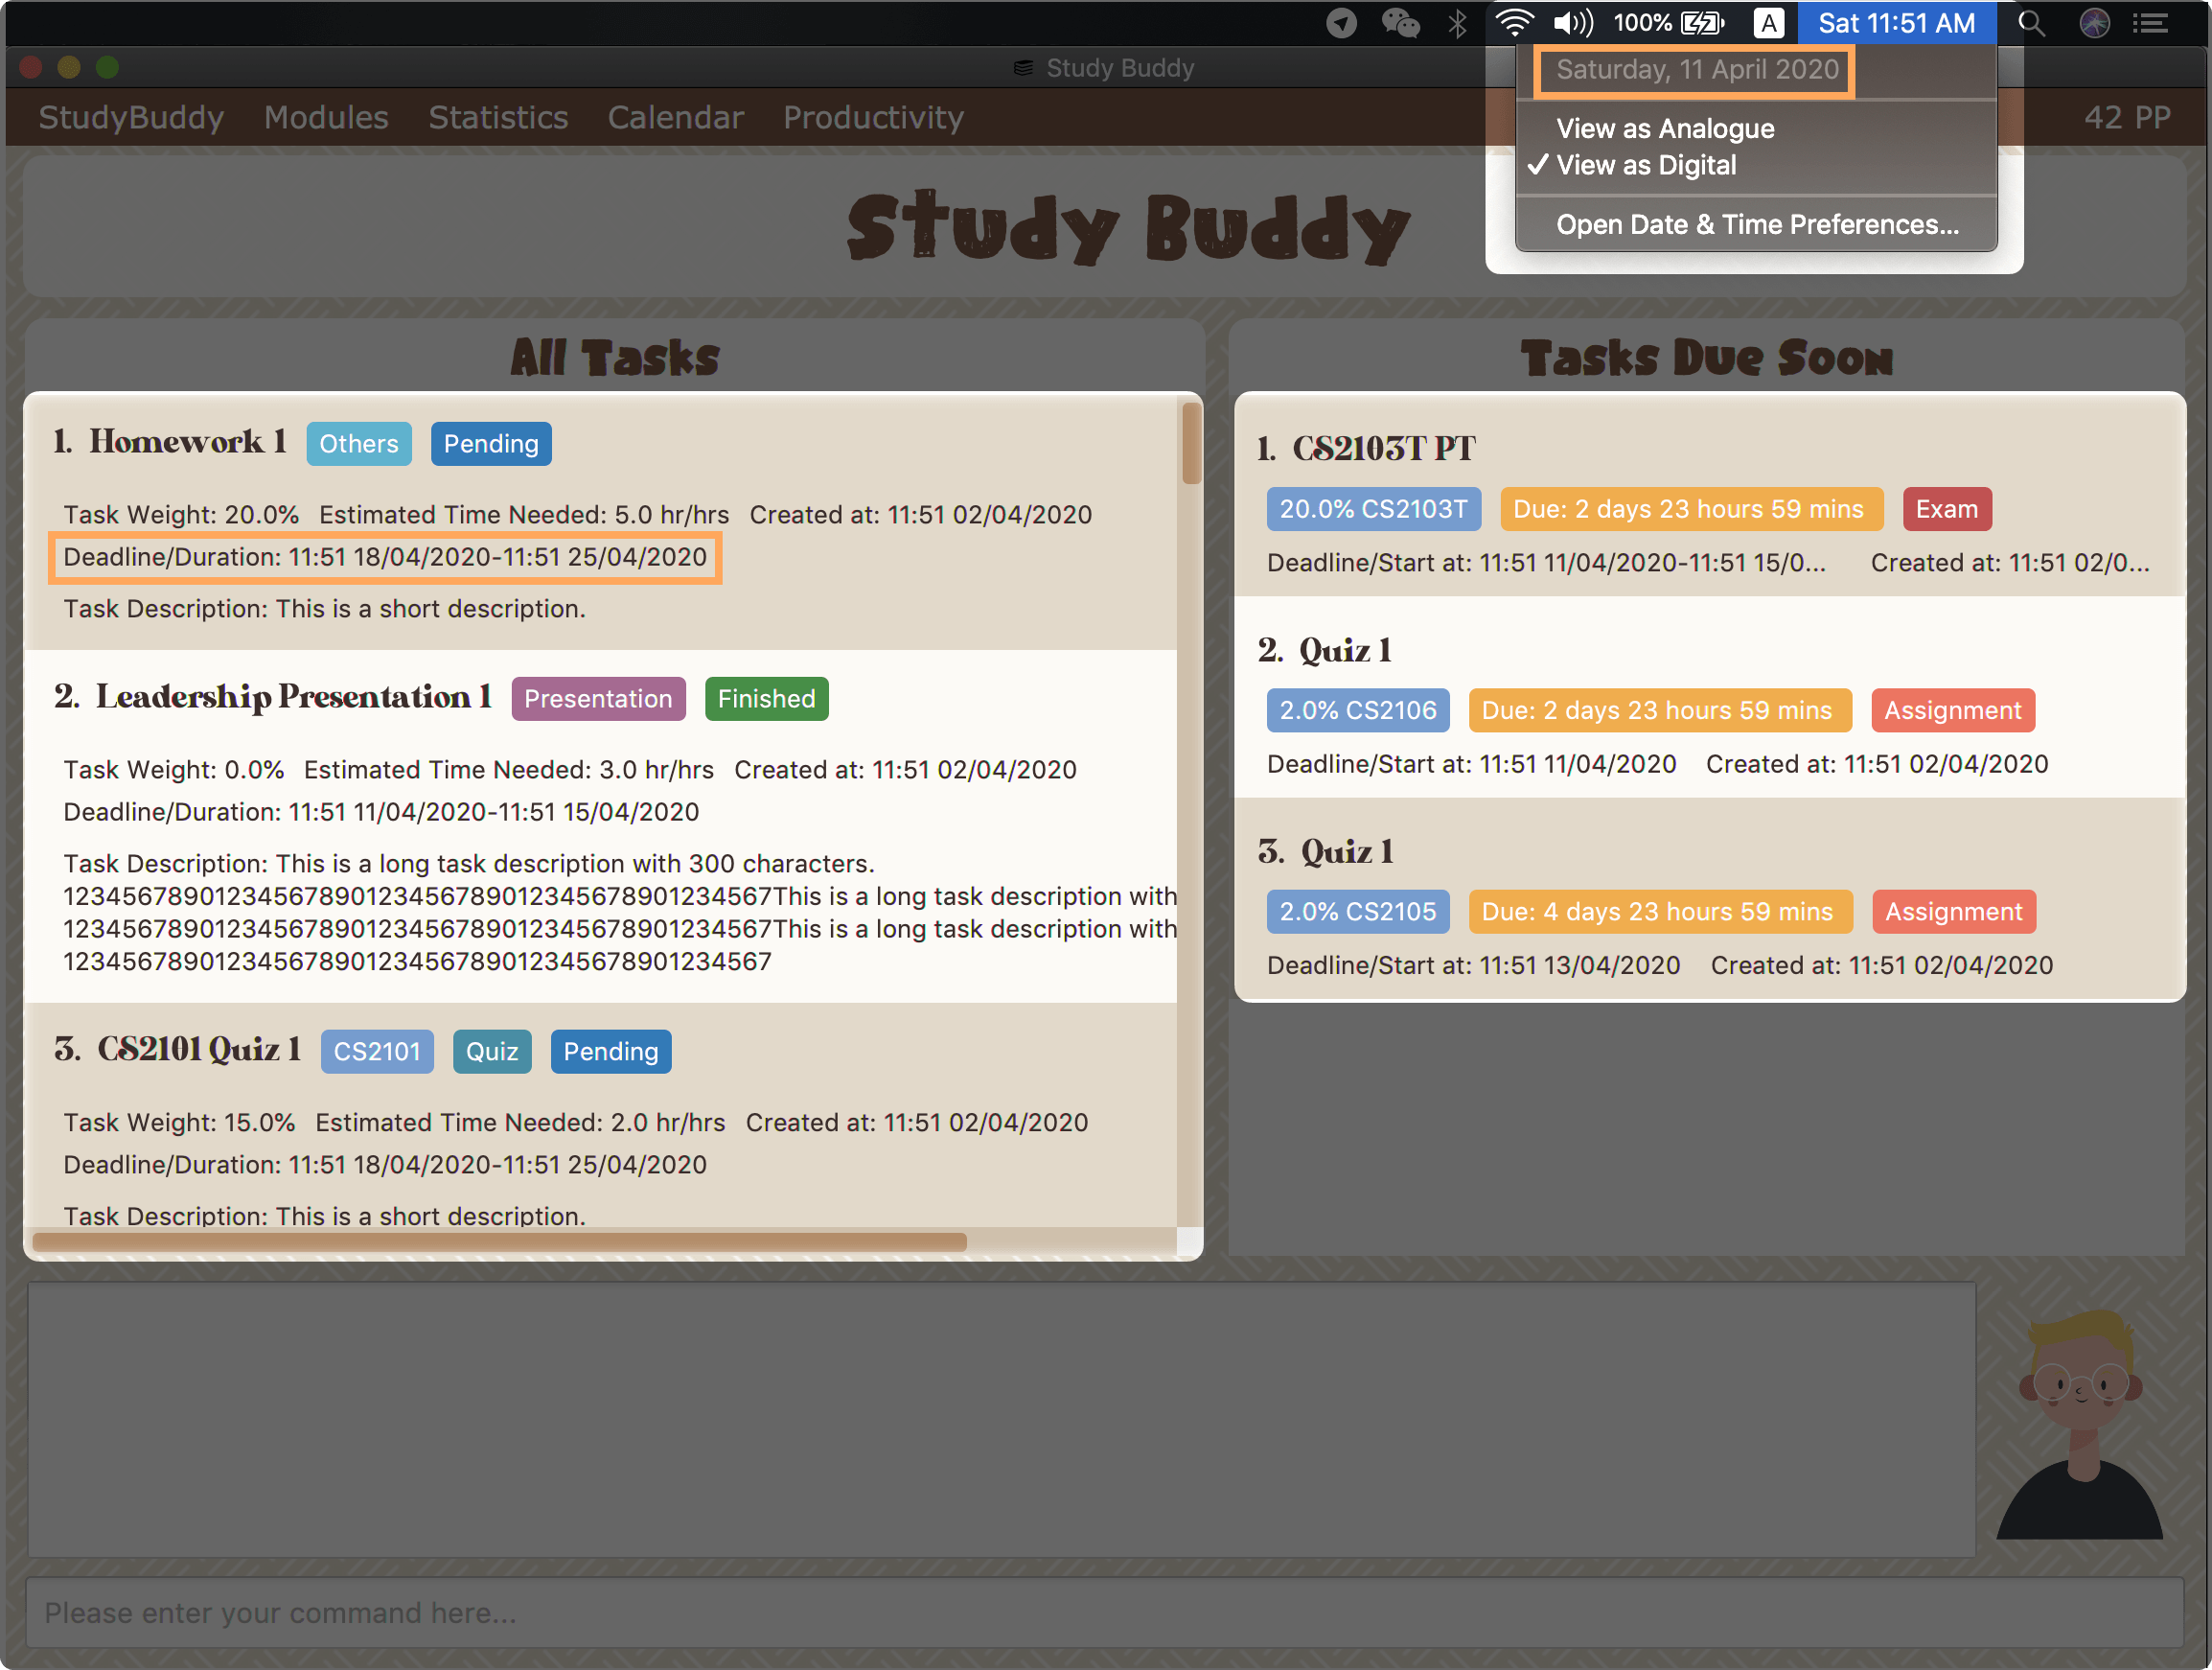 100% A Sat 11:51 AM
Study Buddy
Saturday, 11 April 2020
View as Analogue
✓ View as Digital
Open Date & Time Preferences...
StudyBuddy Modules Statistics Calendar Productivity 42 PP
Study Buddy
All Tasks
1. Homework 1 Others Pending
Task Weight: 20.0% Estimated Time Needed: 5.0 hr/hrs Created at: 11:51 02/04/2020
Deadline/Duration: 11:51 18/04/2020-11:51 25/04/2020
Task Description: This is a short description.
2. Leadership Presentation 1 Presentation Finished
Task Weight: 0.0% Estimated Time Needed: 3.0 hr/hrs Created at: 11:51 02/04/2020
Deadline/Duration: 11:51 11/04/2020-11:51 15/04/2020
Task Description: This is a long task description with 300 characters.
12345678901234567890123456789012345678901234567This is a long task description with
12345678901234567890123456789012345678901234567This is a long task description with
12345678901234567890123456789012345678901234567
3. CS2101 Quiz 1 CS2101 Quiz Pending
Task Weight: 15.0% Estimated Time Needed: 2.0 hr/hrs Created at: 11:51 02/04/2020
Deadline/Duration: 11:51 18/04/2020-11:51 25/04/2020
Task Description: This is a short description.
Tasks Due Soon
1. CS2103T PT
20.0% CS2103T Due: 2 days 23 hours 59 mins Exam
Deadline/Start at: 11:51 11/04/2020-11:51 15/0... Created at: 11:51 02/0...
2. Quiz 1
2.0% CS2106 Due: 2 days 23 hours 59 mins Assignment
Deadline/Start at: 11:51 11/04/2020 Created at: 11:51 02/04/2020
3. Quiz 1
2.0% CS2105 Due: 4 days 23 hours 59 mins Assignment
Deadline/Start at: 11:51 13/04/2020 Created at: 11:51 02/04/2020
Please enter your command here...